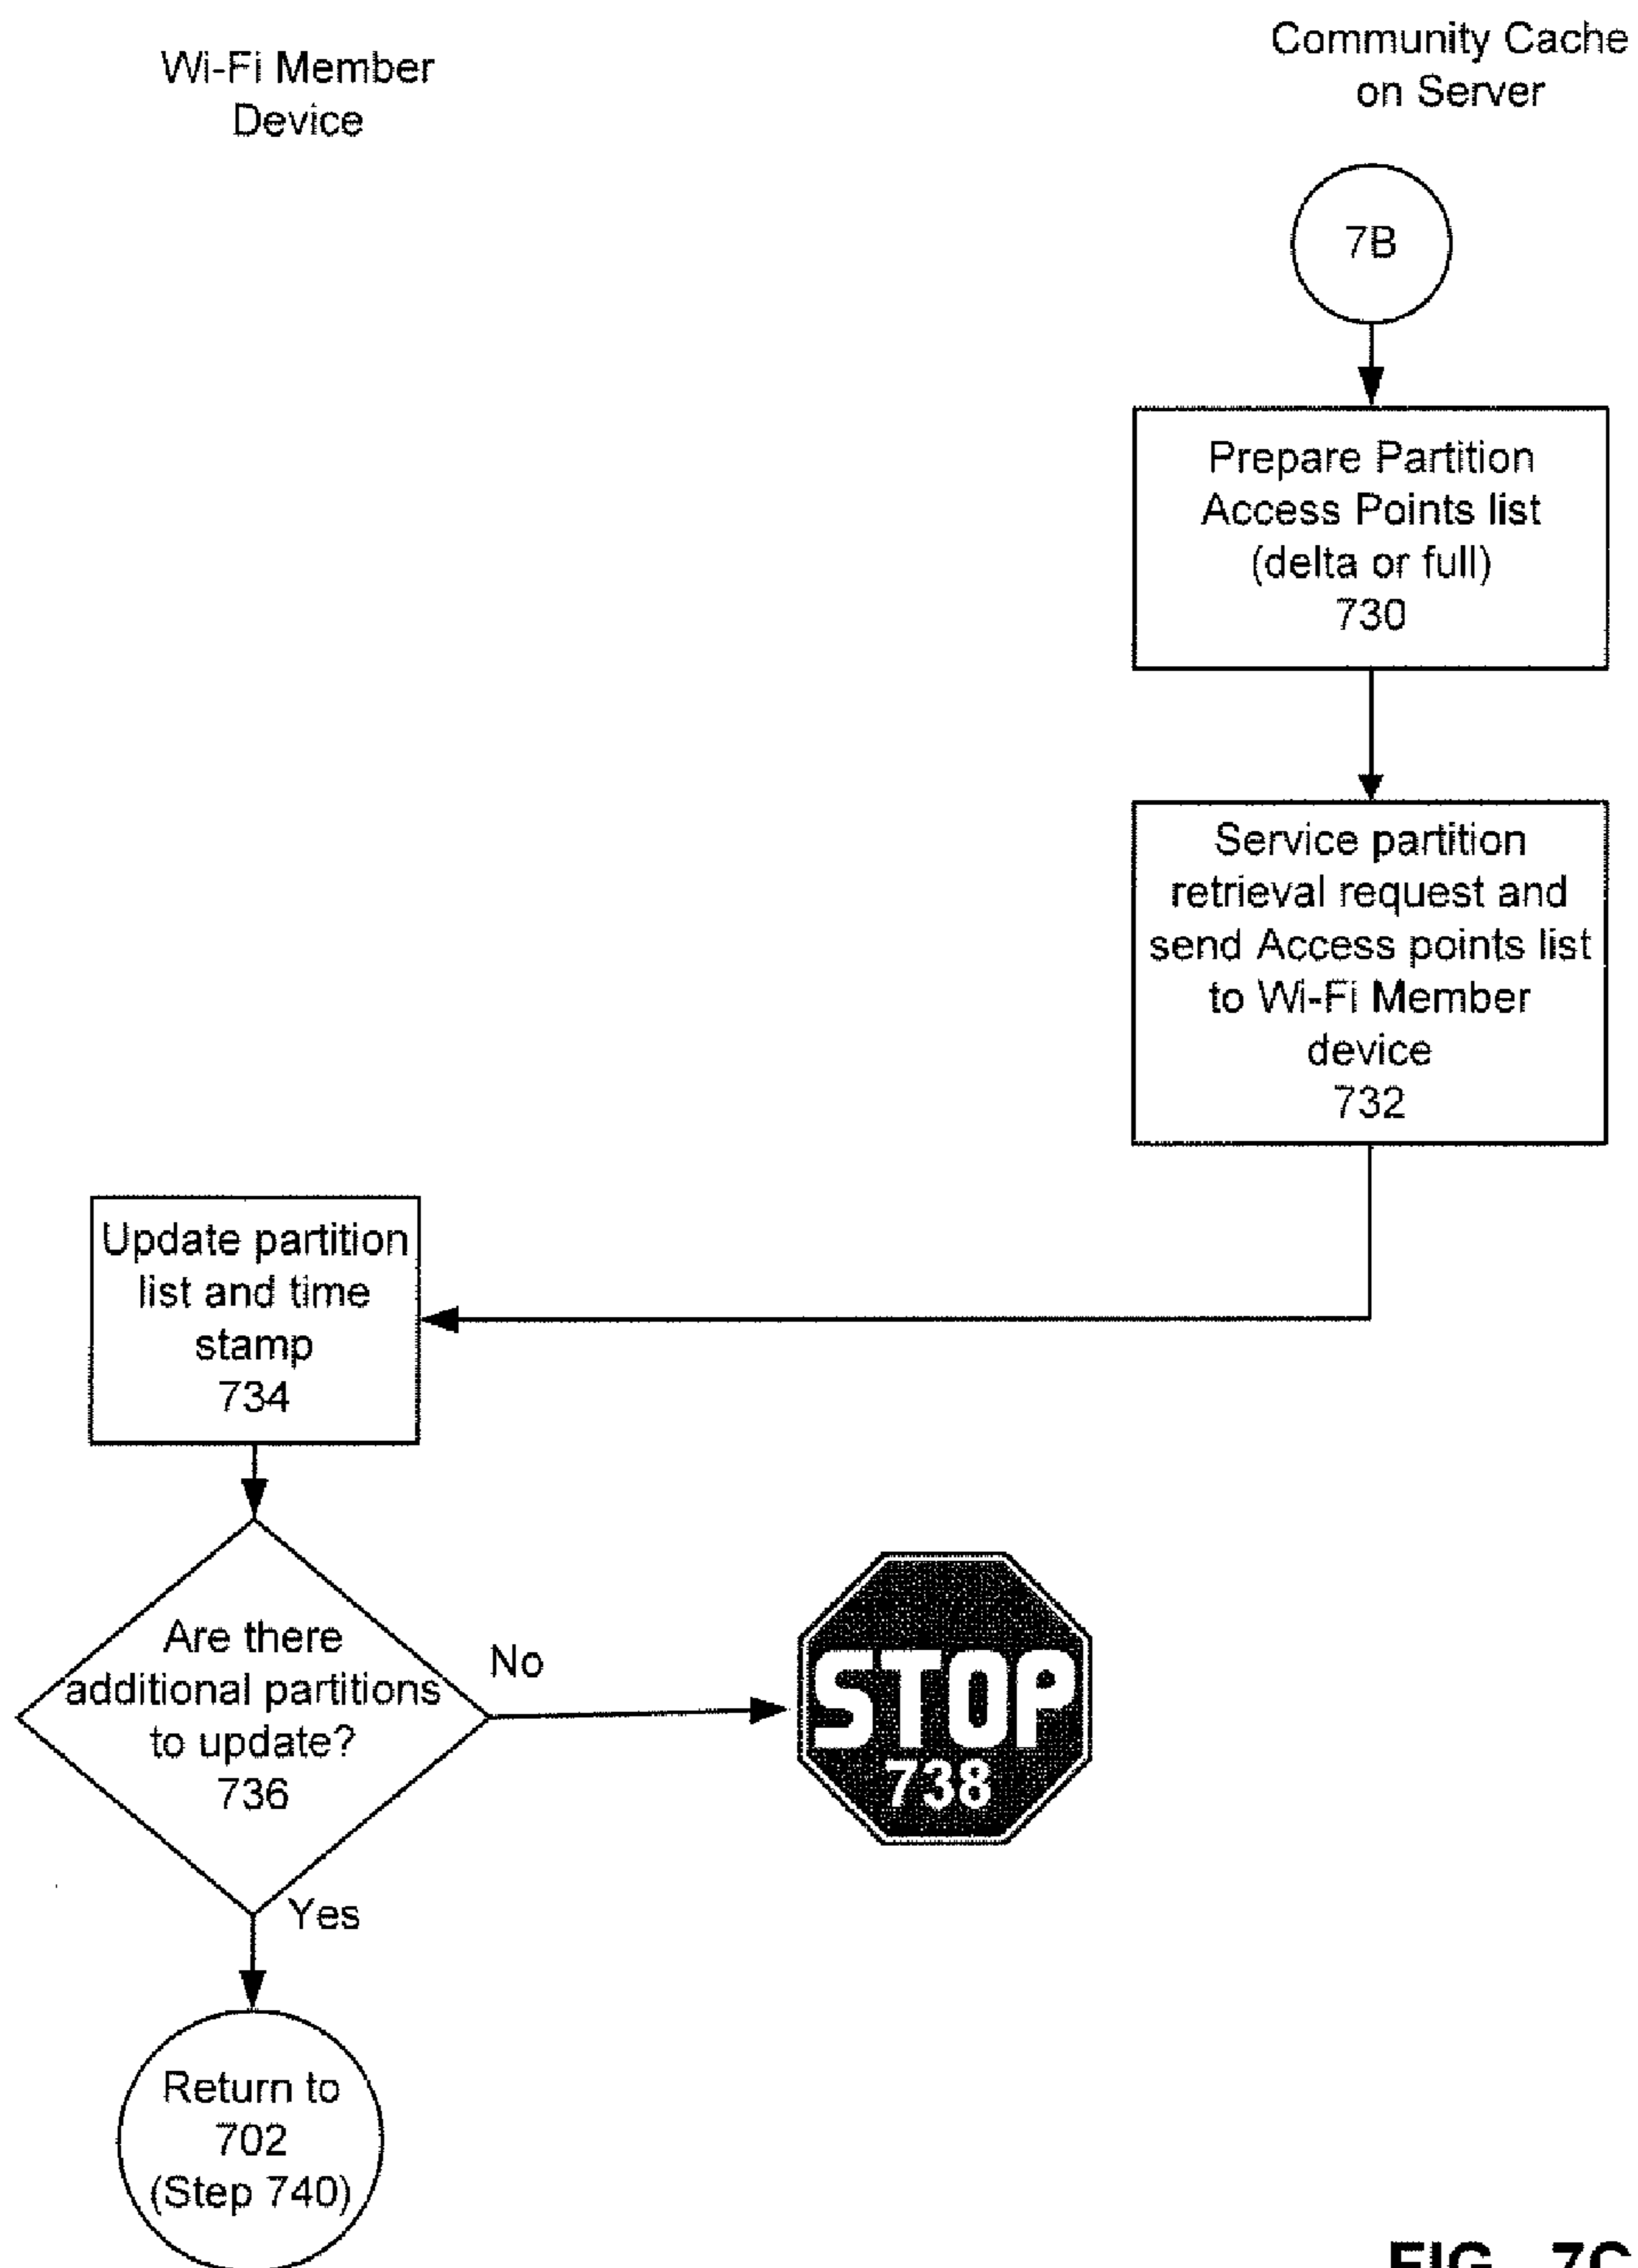 Wi-Fi Member
Device
Community Cache
on Server
7B
Prepare Partition
Access Points list
(delta or full)
730
Service partition
retrieval request and
send Access points list
to Wi-Fi Member
device
732
Update partition
list and time
stamp
734
Are there
additional partitions
to update?
736
No
STOP
738
Yes
Return to
702
(Step 740)
FIG. 7C